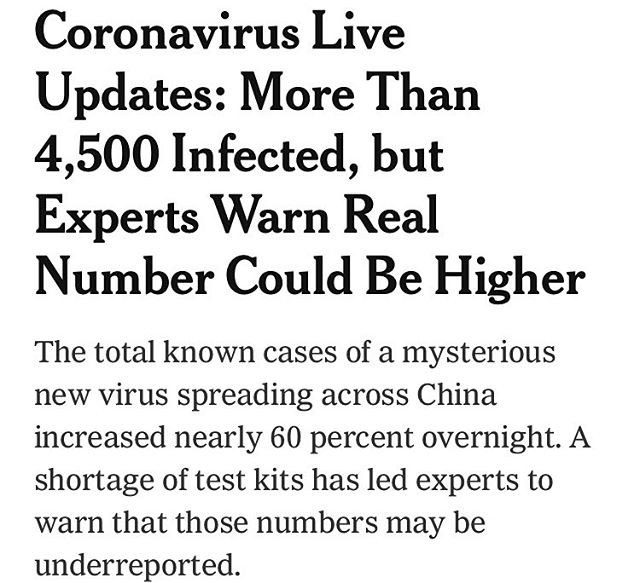 Coronavirus Live
Updates: More Than
4,500 Infected, but
Experts Warn Real
Number Could Be Higher
The total known cases of a mysterious
new virus spreading across China
increased nearly 60 percent overnight. A
shortage of test kits has led experts to
warn that those numbers may be
underreported.